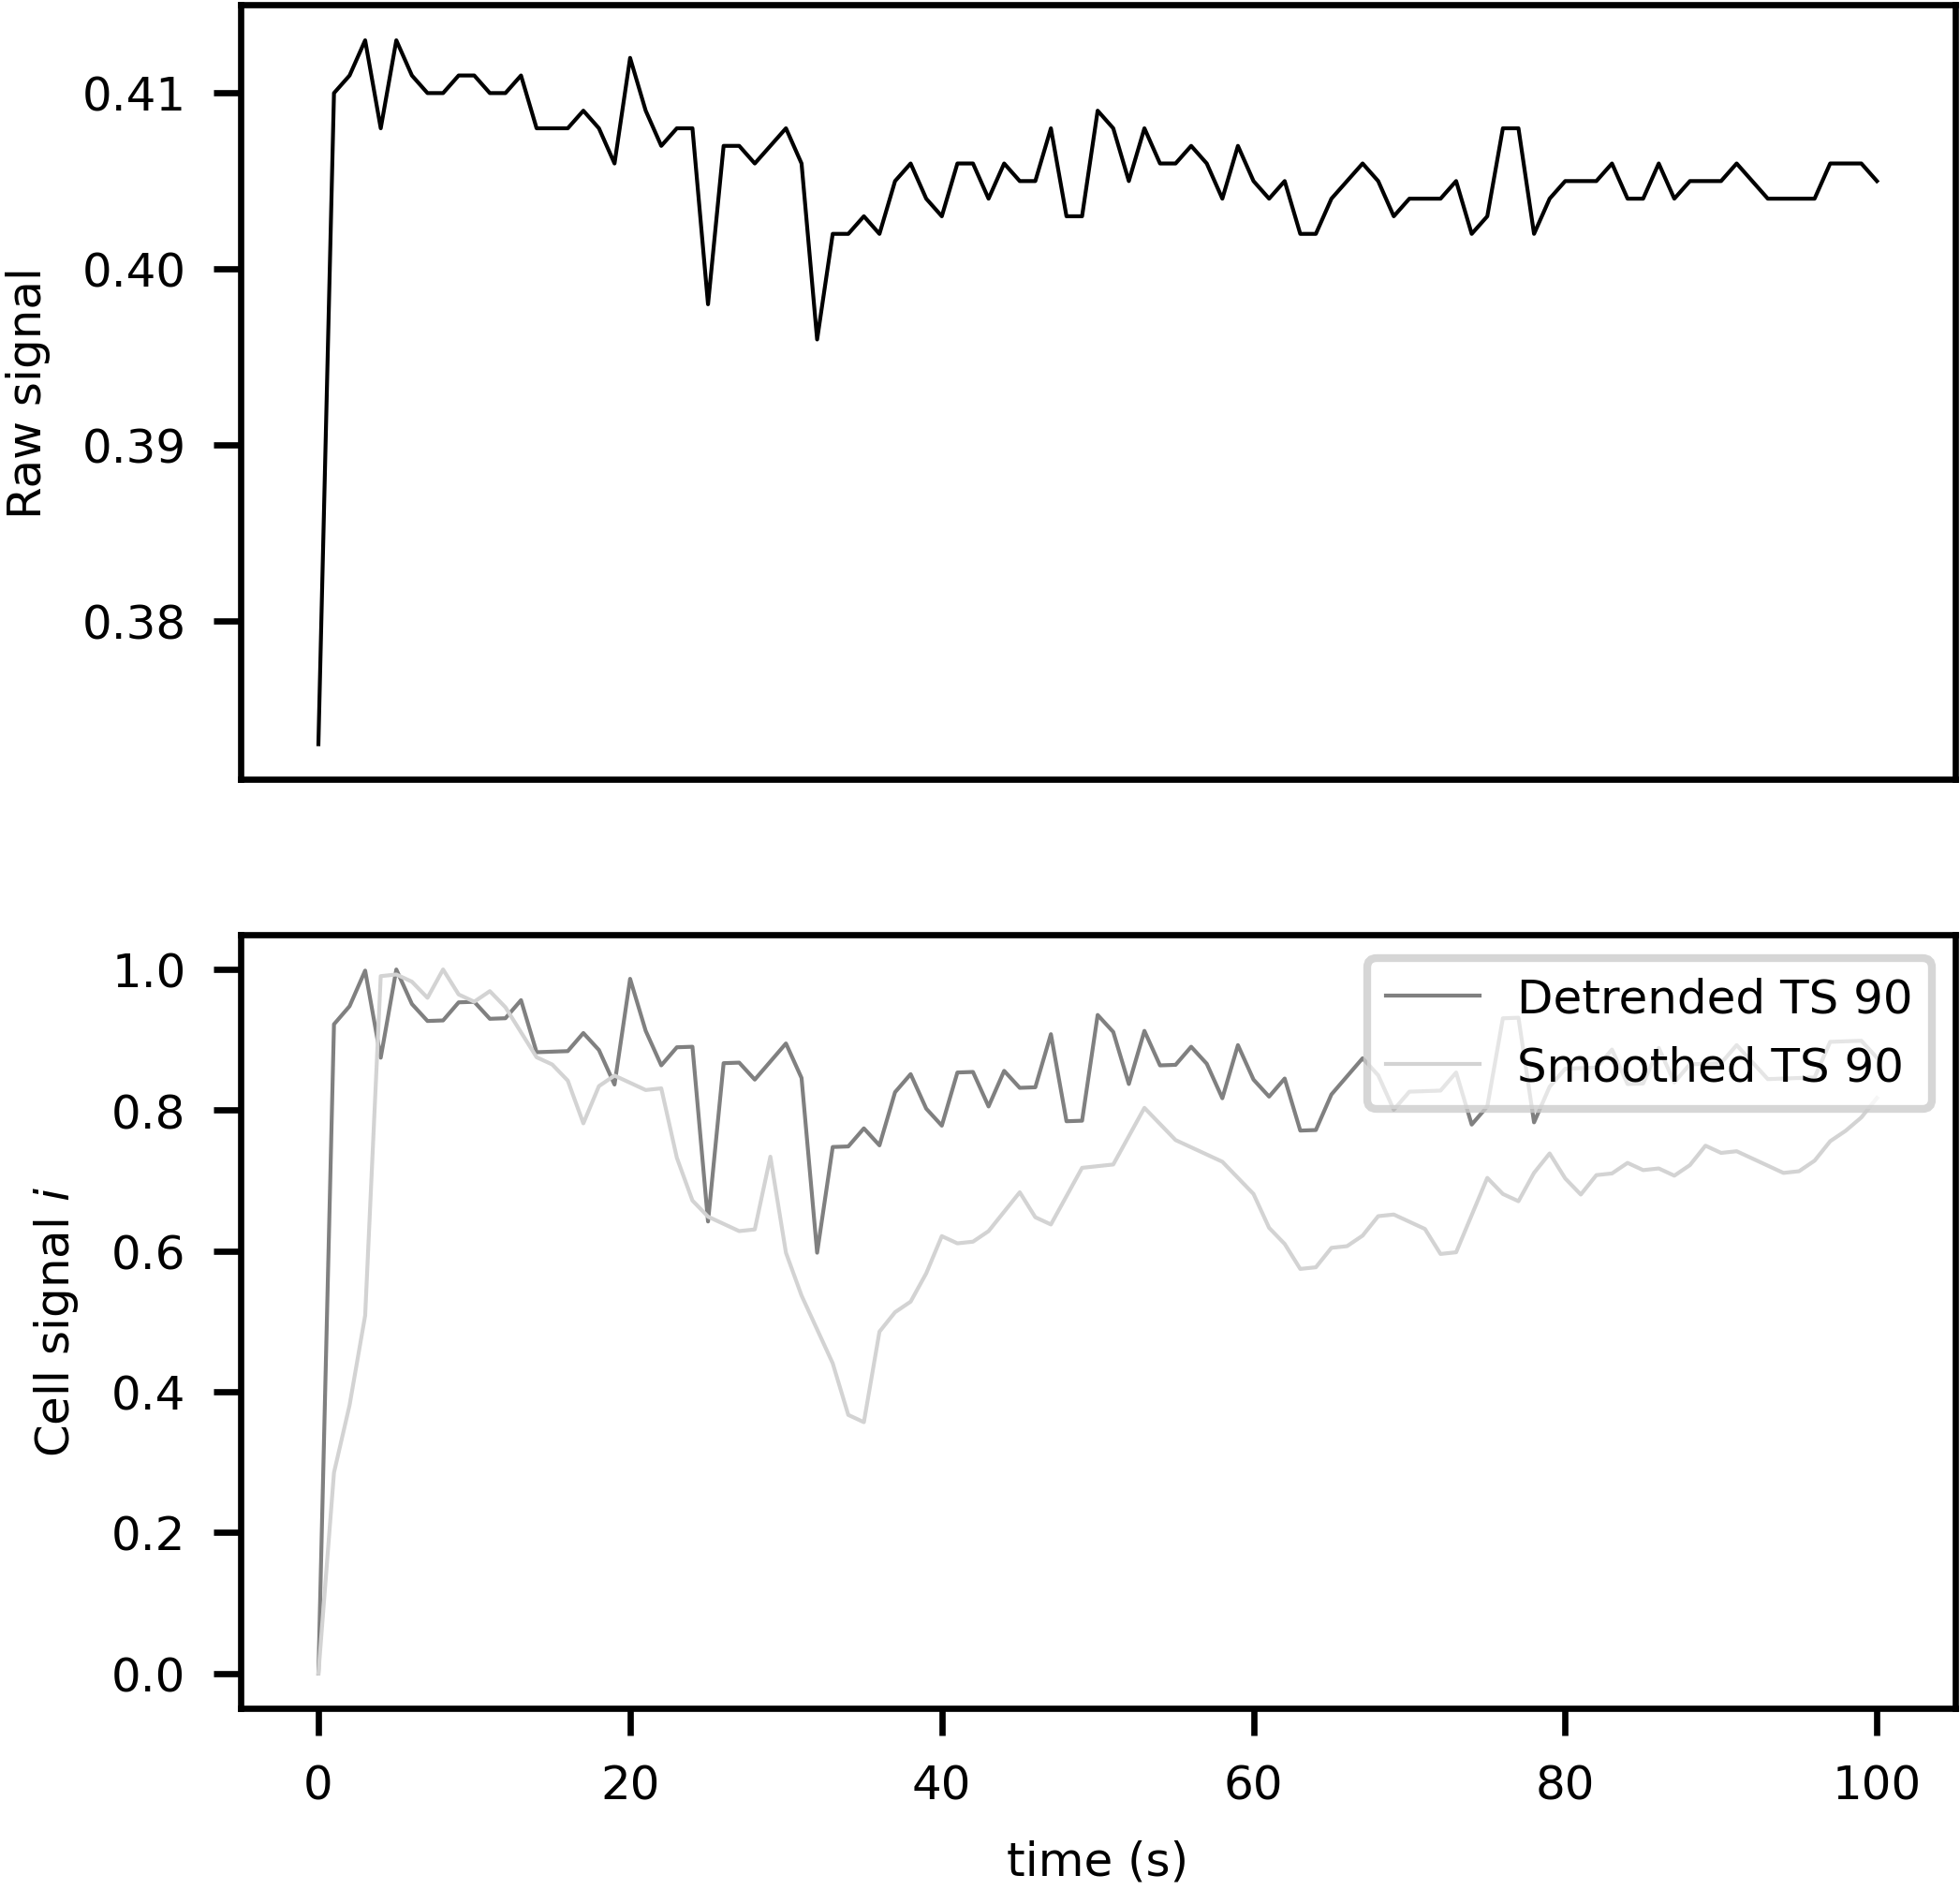 0.41
0.40
0.39
0.38
Raw signal
1.0
0.8
0.6
0.4
0.2
0.0
Cell signal i
Detrended TS 90
Smoothed TS 90
0 20 40 60 80 100
time (s)